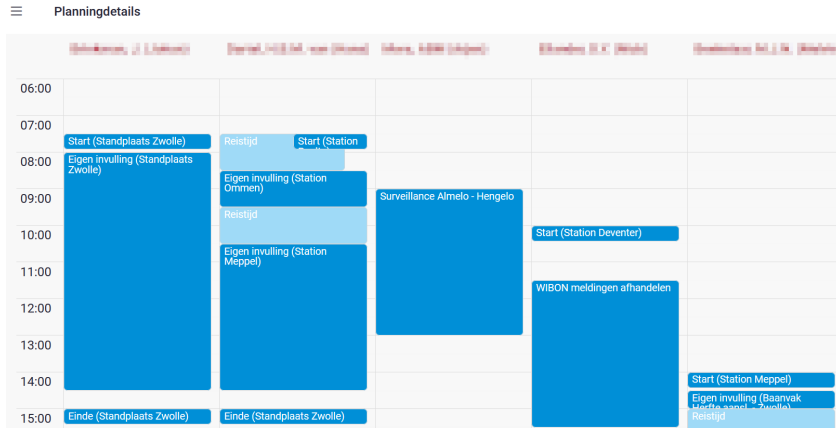 Planningdetails
06:00
07:00
08:00
09:00
10:00
11:00
12:00
13:00
14:00
15:00
Start (Standplaats Zwolle)
Eigen invulling (Standplaats
Zwolle)
Einde (Standplaats Zwolle)
Reistijd
Start (Station
Eigen invulling (Station
Ommen)
Reistijd
Eigen invulling (Station
Meppel)
Einde (Standplaats Zwolle)
Surveillance Almelo - Hengelo
Start (Station Deventer)
WIBON meldingen afhandelen
Start (Station Meppel)
Eigen invulling (Baanvak
Herfte aansl. - Zwolle)
Reistijd